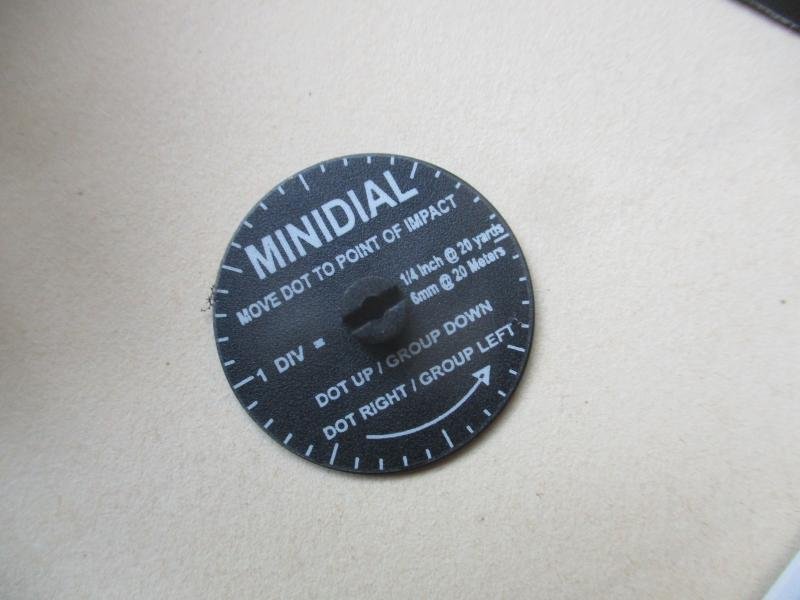 MINIDIAL
MOVE DOT TO POINT OF IMPACT
1/4 inch @ 20 yards
1 DIV =
6mm @ 20 Meters
DOT UP / GROUP DOWN
DOT RIGHT / GROUP LEFT